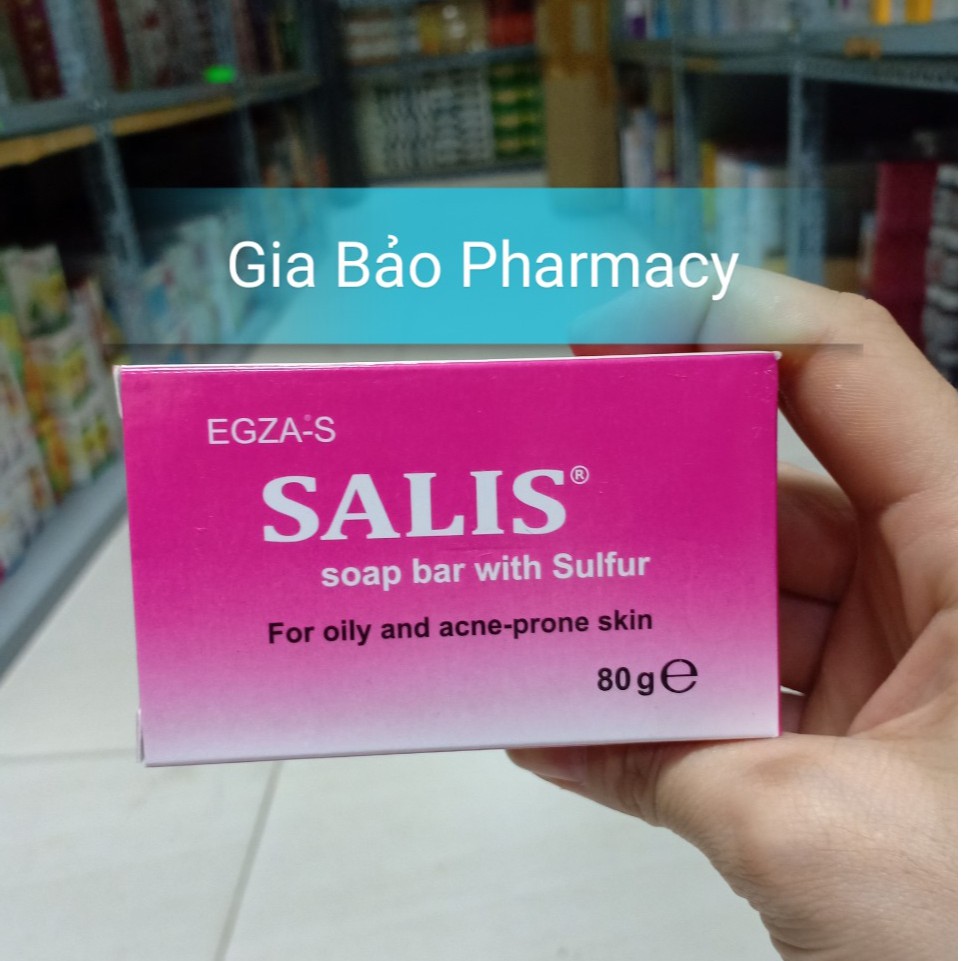 Gia Bảo Pharmacy
EGZA®-S
SALIS®
soap bar with Sulfur
For oily and acne-prone skin
80 g ℮